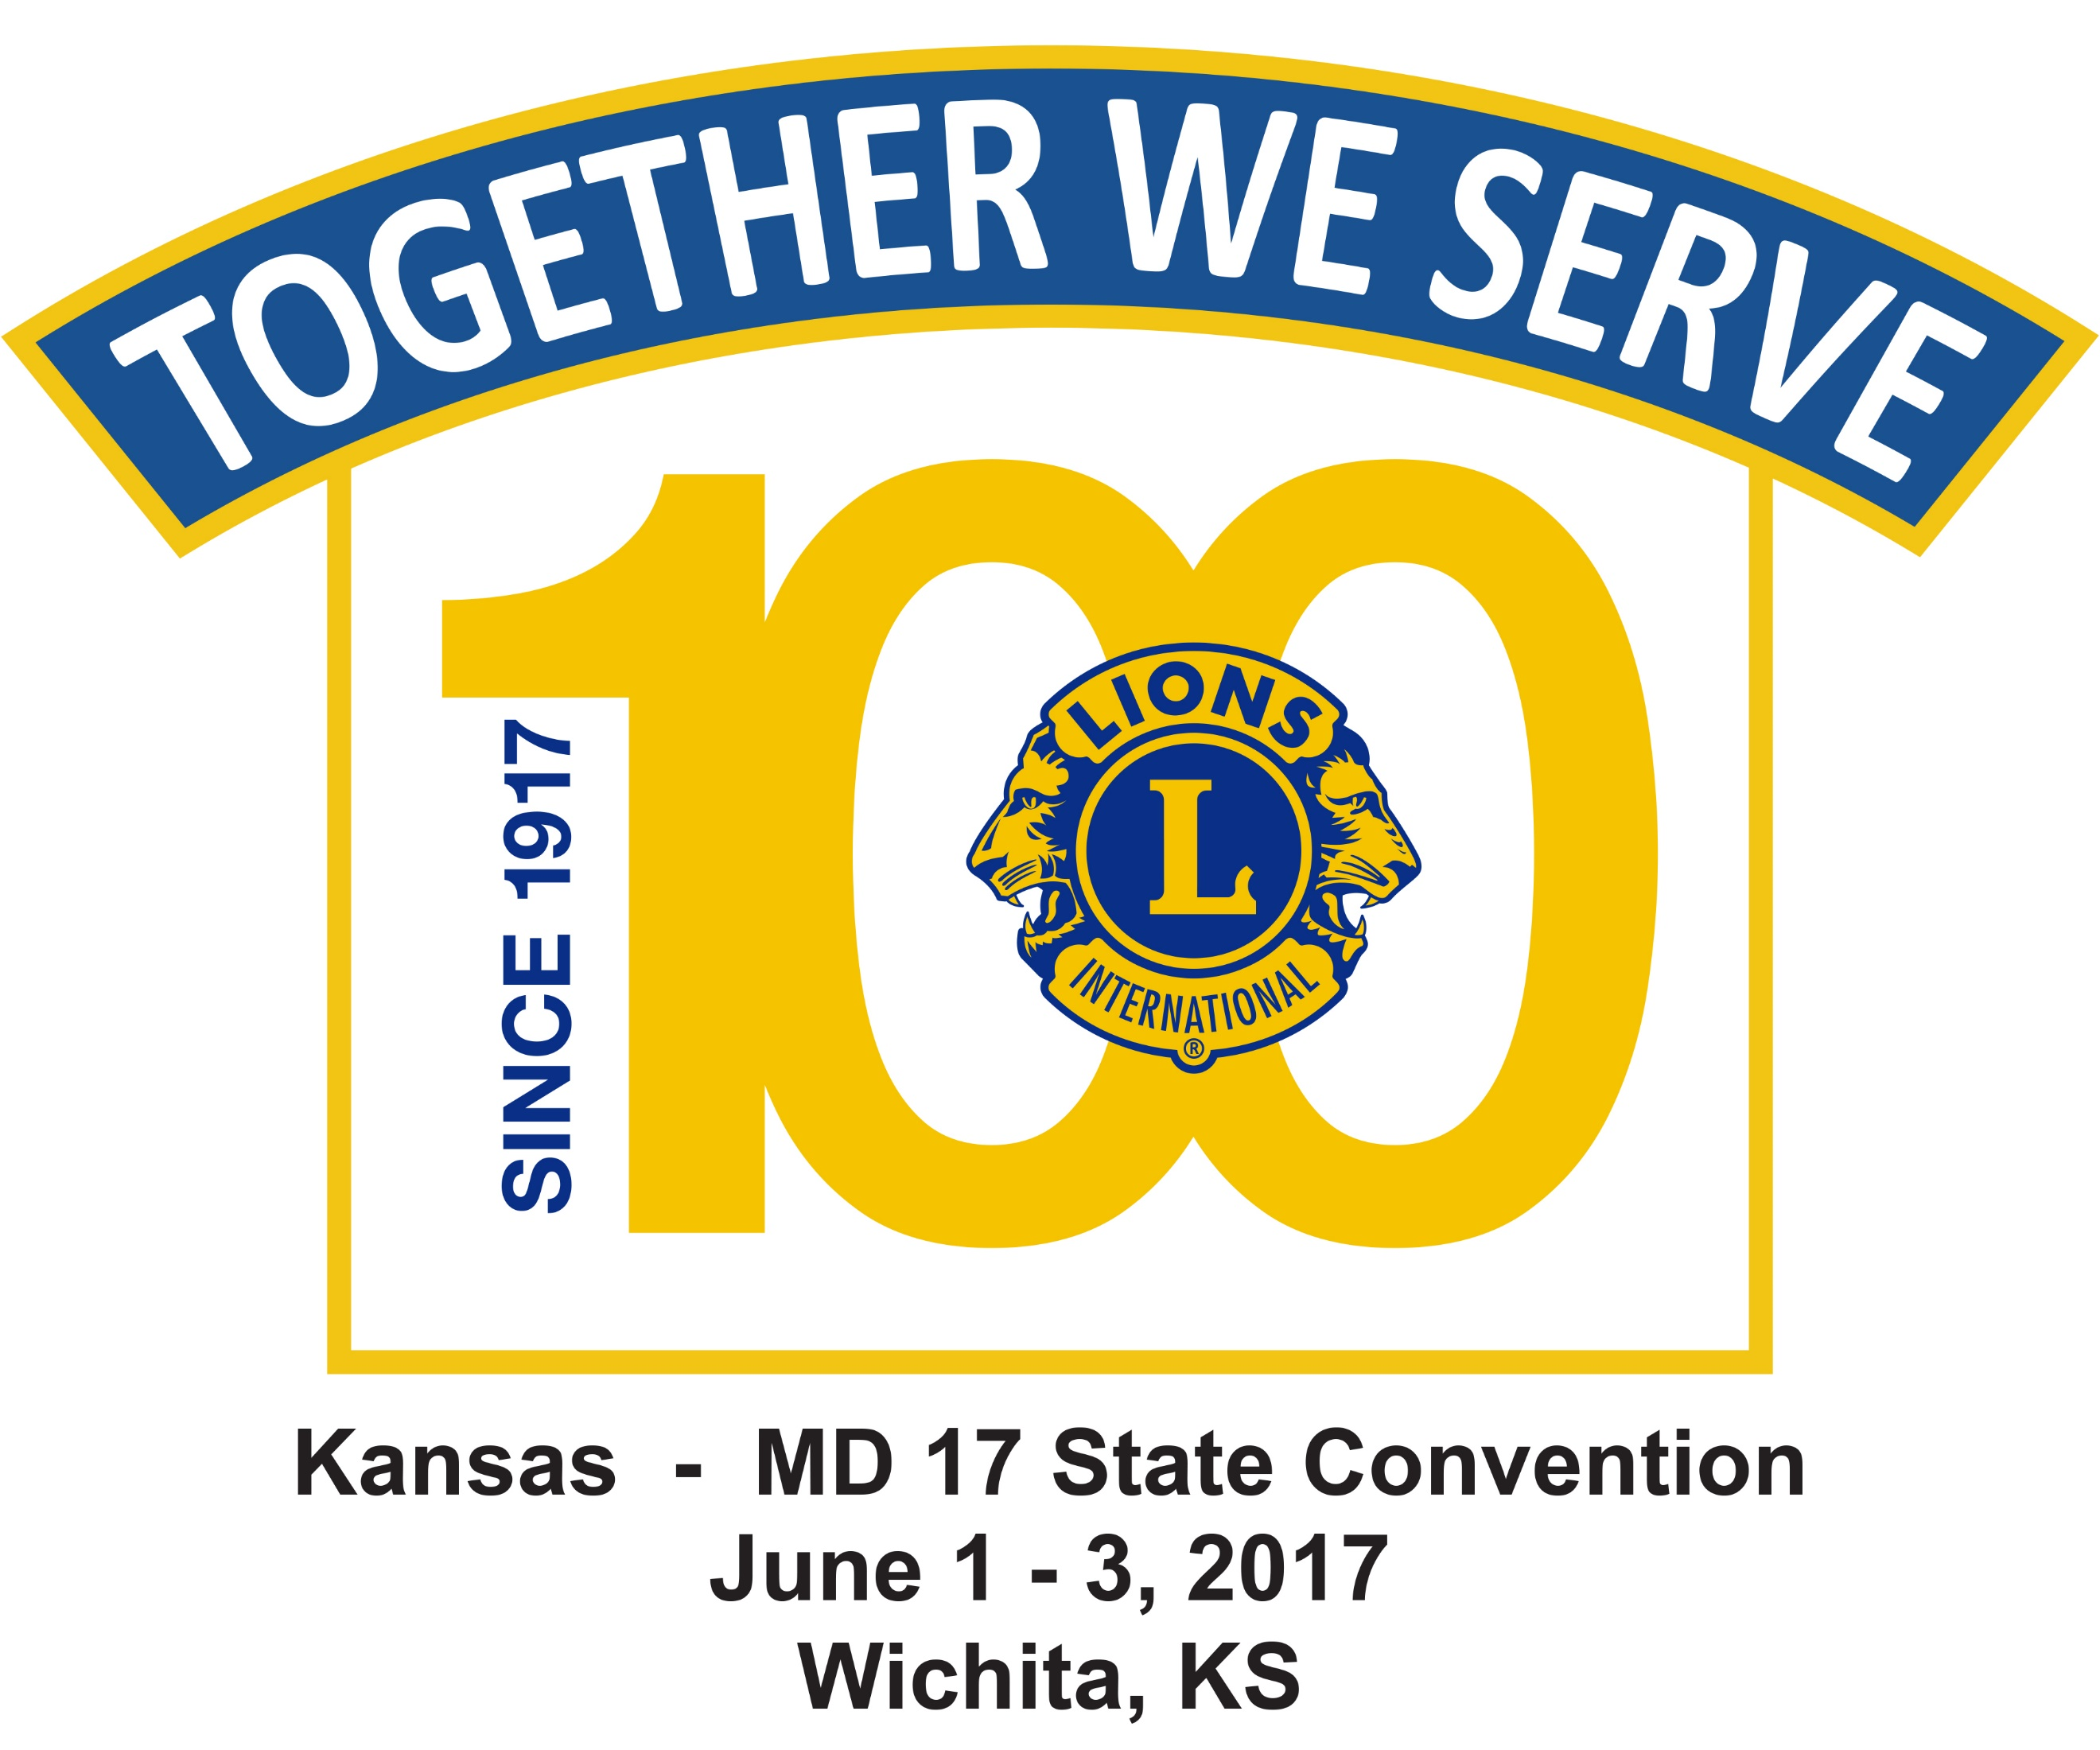 TOGETHER WE SERVE
100
SINCE 1917
LIONS
L
INTERNATIONAL
®
Kansas - MD 17 State Convention
June 1 - 3, 2017
Wichita, KS